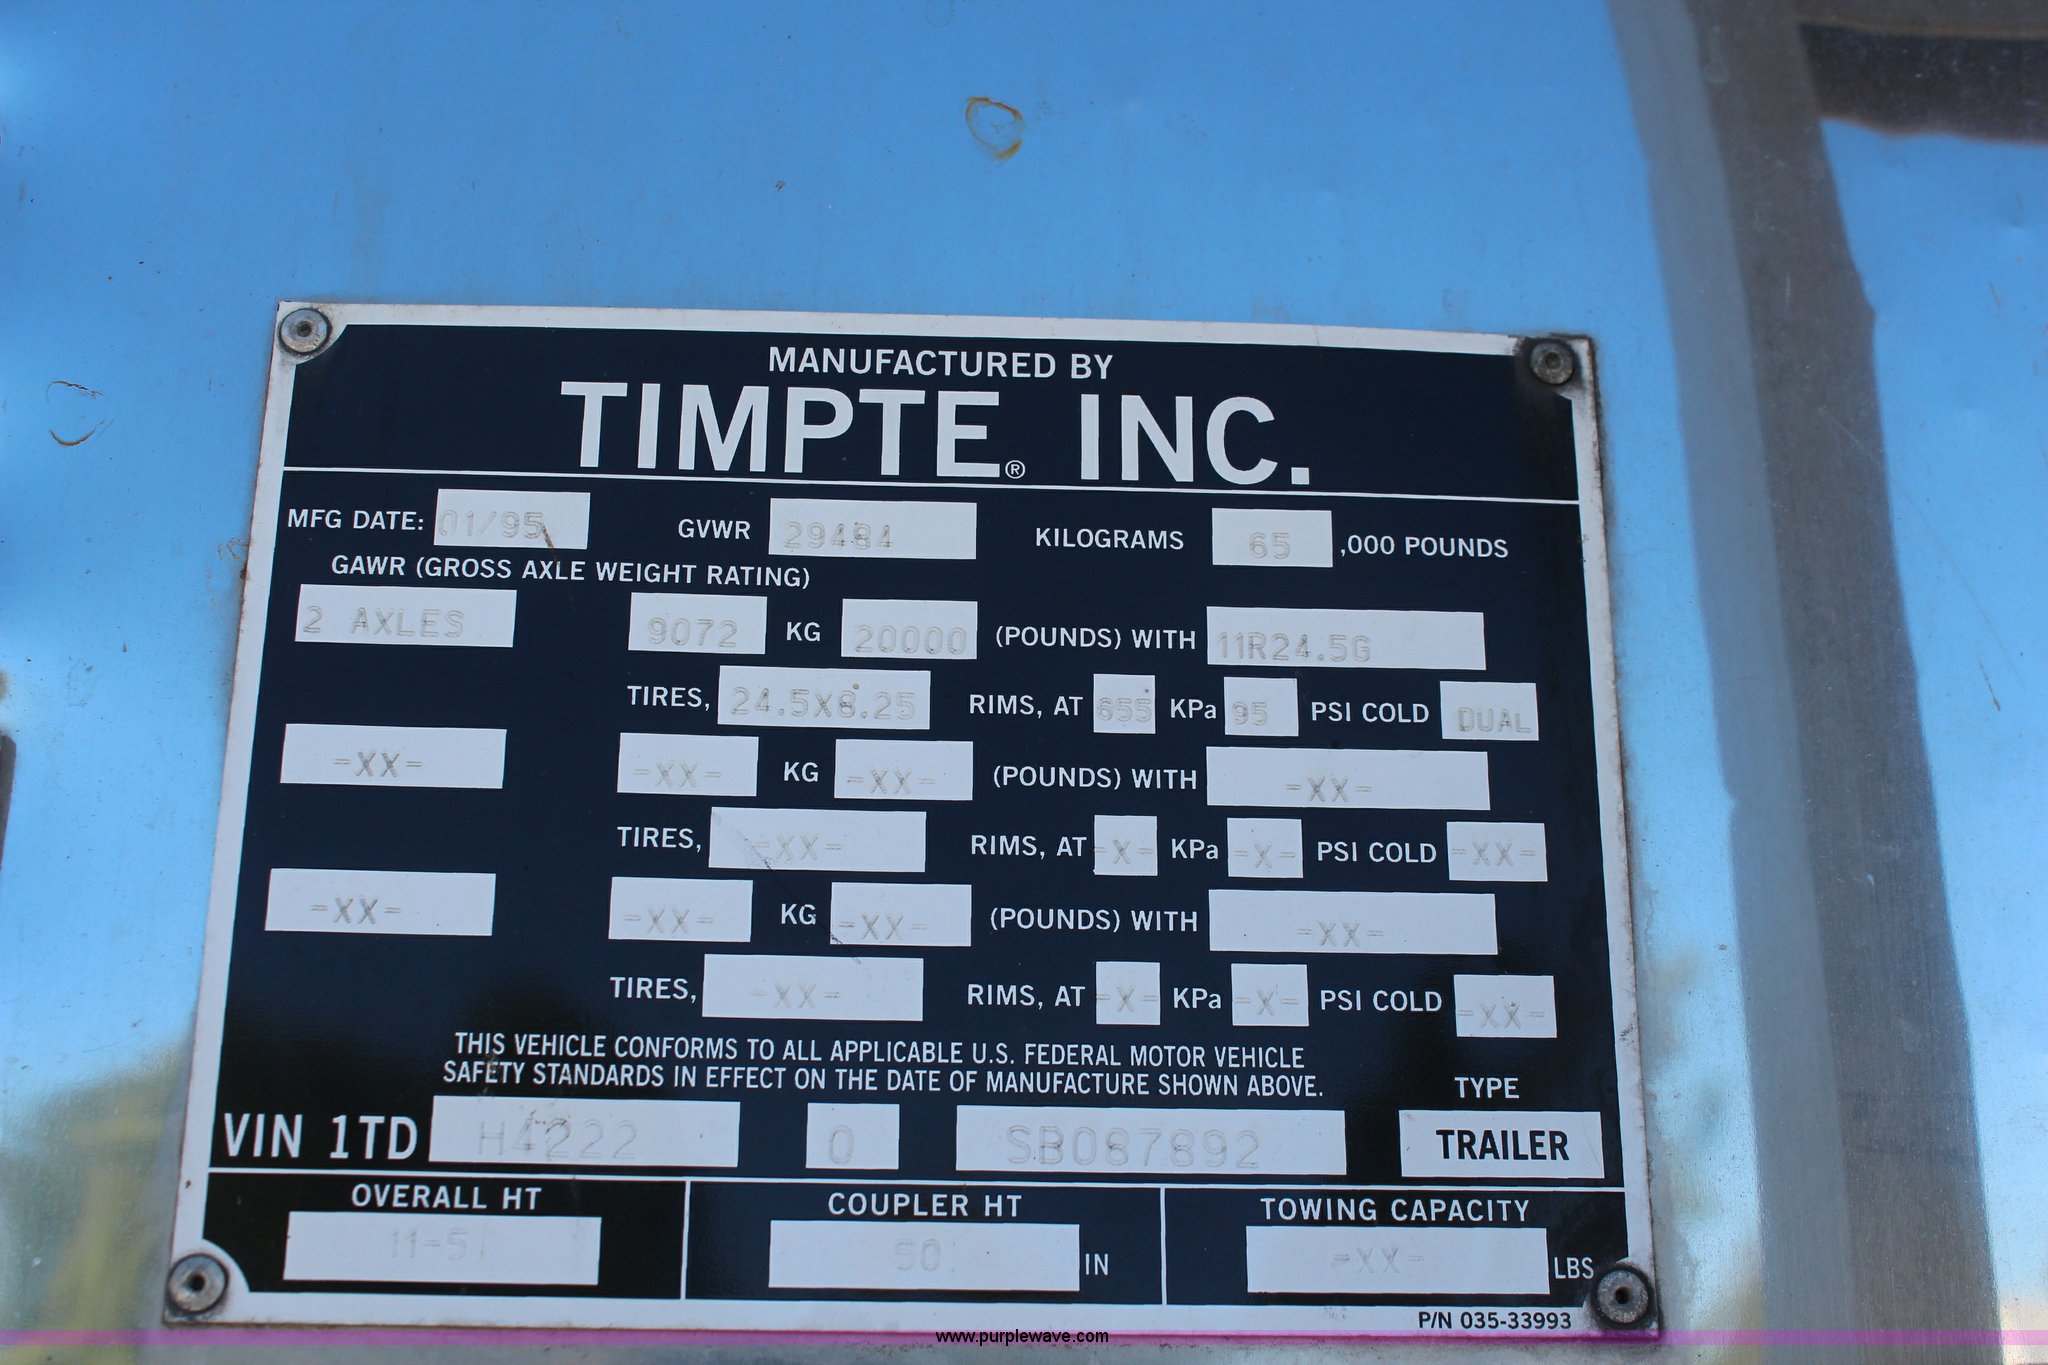 MANUFACTURED BY
TIMPTE® INC.
MFG DATE: 01/95 GVWR 29484 KILOGRAMS 65 ,000 POUNDS
GAWR (GROSS AXLE WEIGHT RATING)
2 AXLES 9072 KG 20000 (POUNDS) WITH 11R24.5G
TIRES, 24.5X8.25 RIMS, AT 655 KPa 95 PSI COLD DUAL
-XX- -XX- KG -XX- (POUNDS) WITH -XX-
TIRES, -XX- RIMS, AT -X- KPa -X- PSI COLD -XX-
-XX- -XX- KG -XX- (POUNDS) WITH -XX-
TIRES, -XX- RIMS, AT -X- KPa -X- PSI COLD -XX-
THIS VEHICLE CONFORMS TO ALL APPLICABLE U.S. FEDERAL MOTOR VEHICLE
SAFETY STANDARDS IN EFFECT ON THE DATE OF MANUFACTURE SHOWN ABOVE.
TYPE
VIN 1TD H4222 0 SB087892 TRAILER
OVERALL HT COUPLER HT TOWING CAPACITY
11-5 50 IN -XX- LBS
P/N 035-33993
www.purplewave.com